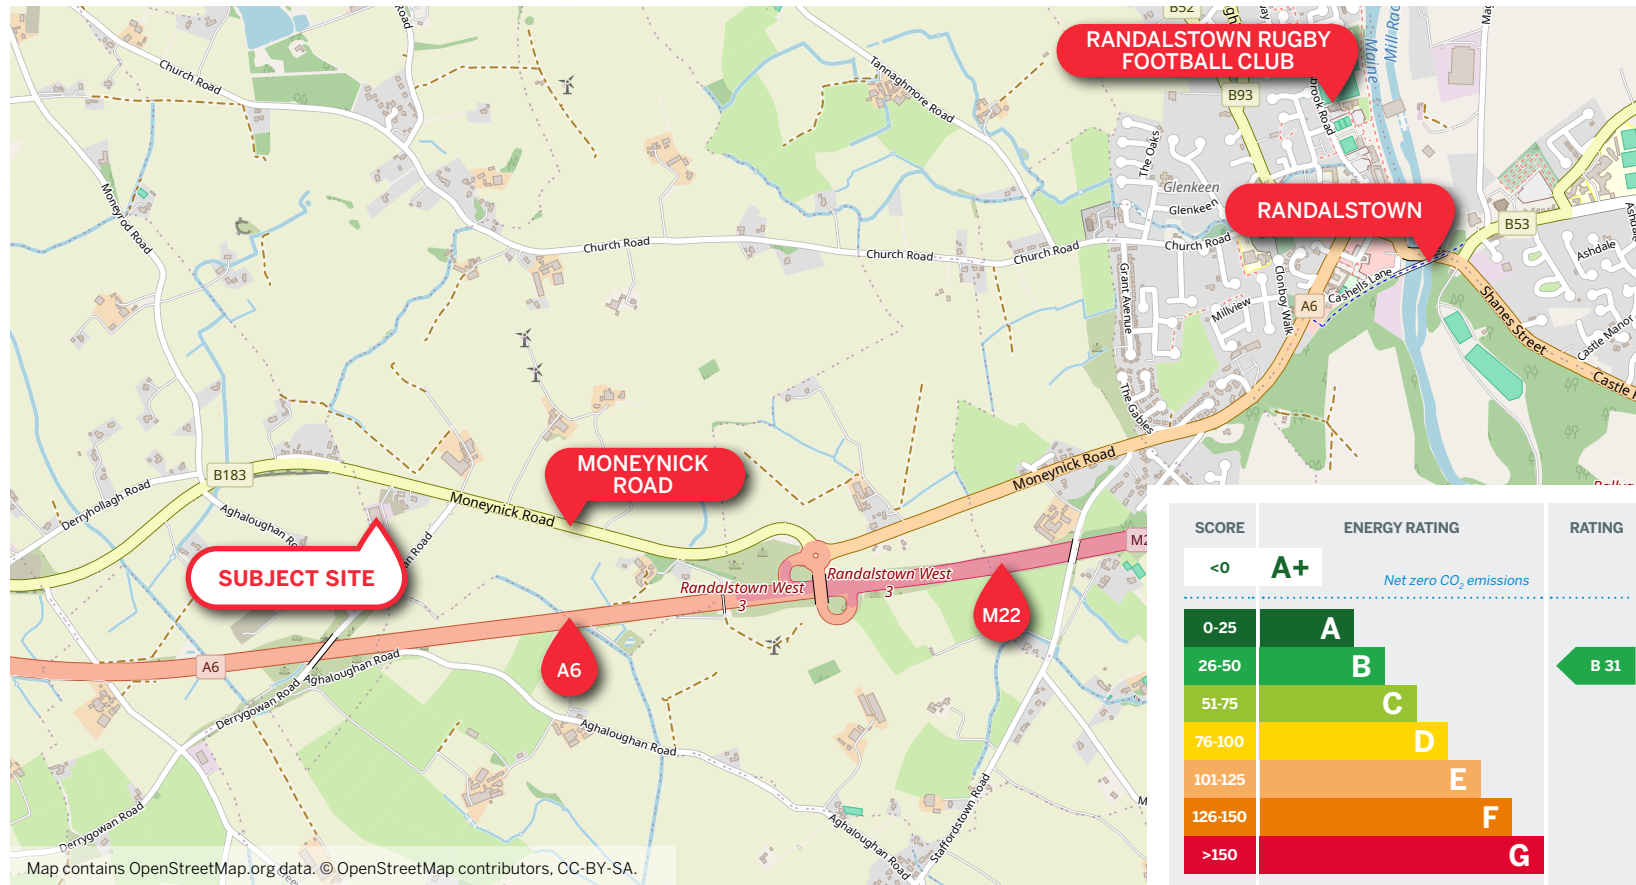 B52
RANDALSTOWN RUGBY
FOOTBALL CLUB
Church Road
Tannaghmore Road
B93
Maine
The Oaks
Glenkeen
Glenkeen
RANDALSTOWN
B53
Ashdale
Moneyrod Road
Church Road
Church Road
Church Road
Church Road
Grant Avenue
Clonboy Walk
Millview
A6
Cashells Lane
Shanes Street
Castle Manor
The Gables
B183
MONEYNICK
ROAD
Moneynick Road
Moneynick Road
Derryhollagh Road
SUBJECT SITE
Randalstown West
3
Randalstown West
3
M22
A6
A6
Aghaloughan Road
Derrygowan Road
Aghaloughan Road
Derrygowan Road
Aghaloughan Road
Staffordstown Road
Map contains OpenStreetMap.org data. © OpenStreetMap contributors, CC-BY-SA.
SCORE ENERGY RATING RATING
<0 A+
Net zero CO₂ emissions
0-25 A
26-50 B B 31
51-75 C
76-100 D
101-125 E
126-150 F
>150 G